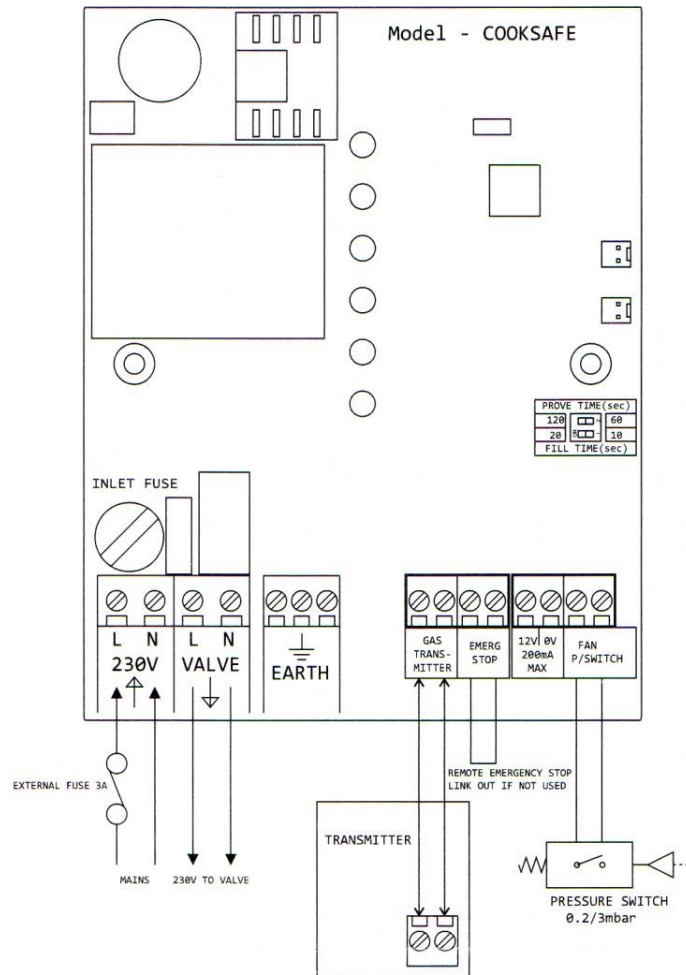 Model - COOKSAFE
PROVE TIME(sec)
120 60
20 10
FILL TIME(sec)
INLET FUSE
L N L N
230V VALVE EARTH
GAS TRANS- MITTER
EMERG STOP
12V 0V 200mA MAX
FAN P/SWITCH
EXTERNAL FUSE 3A
REMOTE EMERGENCY STOP
LINK OUT IF NOT USED
TRANSMITTER
MAINS 230V TO VALVE
PRESSURE SWITCH
0.2/3mbar